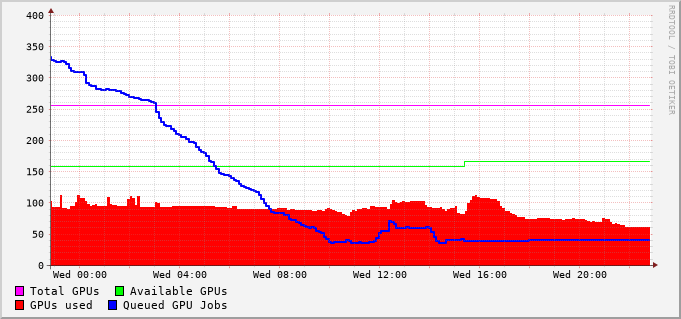 400
350
300
250
200
150
100
50
0
Wed 00:00 Wed 04:00 Wed 08:00 Wed 12:00 Wed 16:00 Wed 20:00
Total GPUs Available GPUs
GPUs used Queued GPU Jobs
RRDTOOL / TOBI OETIKER